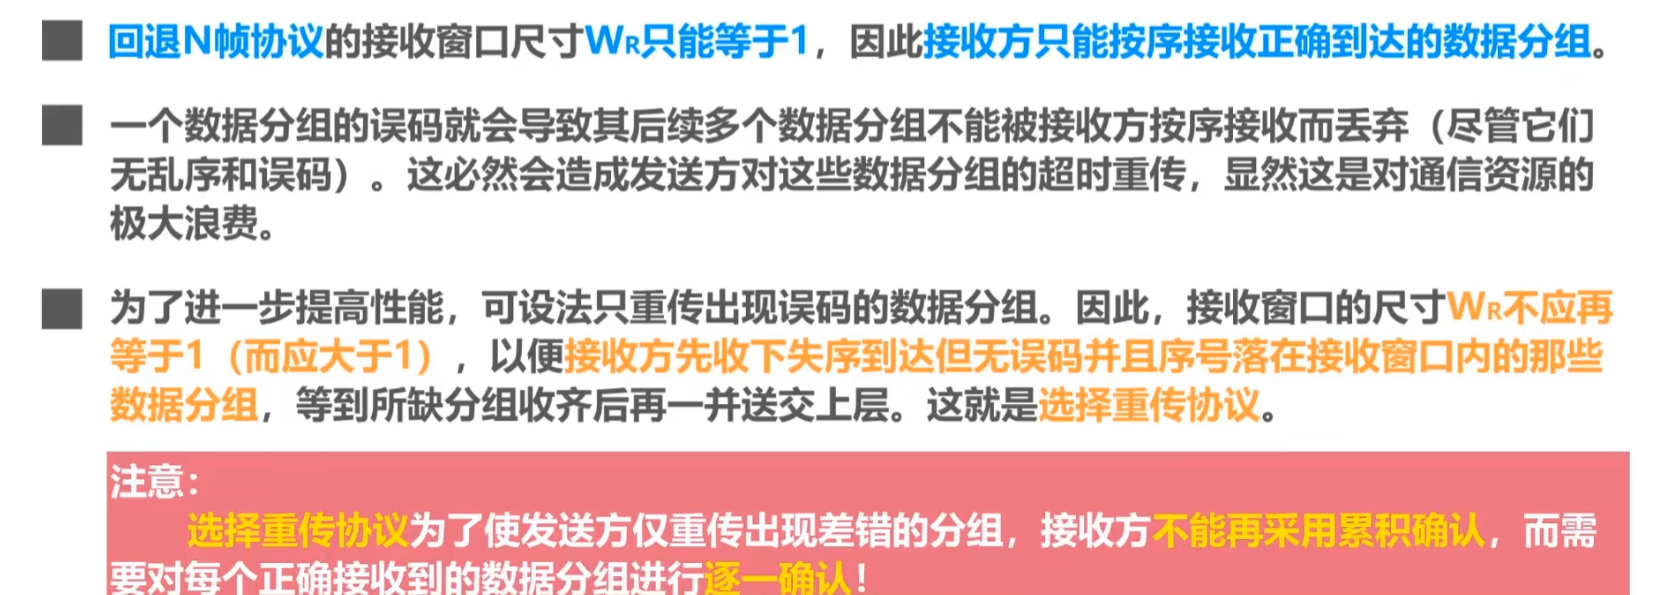 回退N帧协议的接收窗口尺寸WR只能等于1，因此接收方只能按序接收正确到达的数据分组。
一个数据分组的误码就会导致其后续多个数据分组不能被接收方按序接收而丢弃（尽管它们
无乱序和误码）。这必然会造成发送方对这些数据分组的超时重传，显然这是对通信资源的
极大浪费。
为了进一步提高性能，可设法只重传出现误码的数据分组。因此，接收窗口的尺寸WR不应再
等于1（而应大于1），以便接收方先收下失序到达但无误码并且序号落在接收窗口内的那些
数据分组，等到所缺分组收齐后再一并送交上层。这就是选择重传协议。
注意：
选择重传协议为了使发送方仅重传出现差错的分组，接收方不能再采用累积确认，而需
要对每个正确接收到的数据分组进行逐一确认！